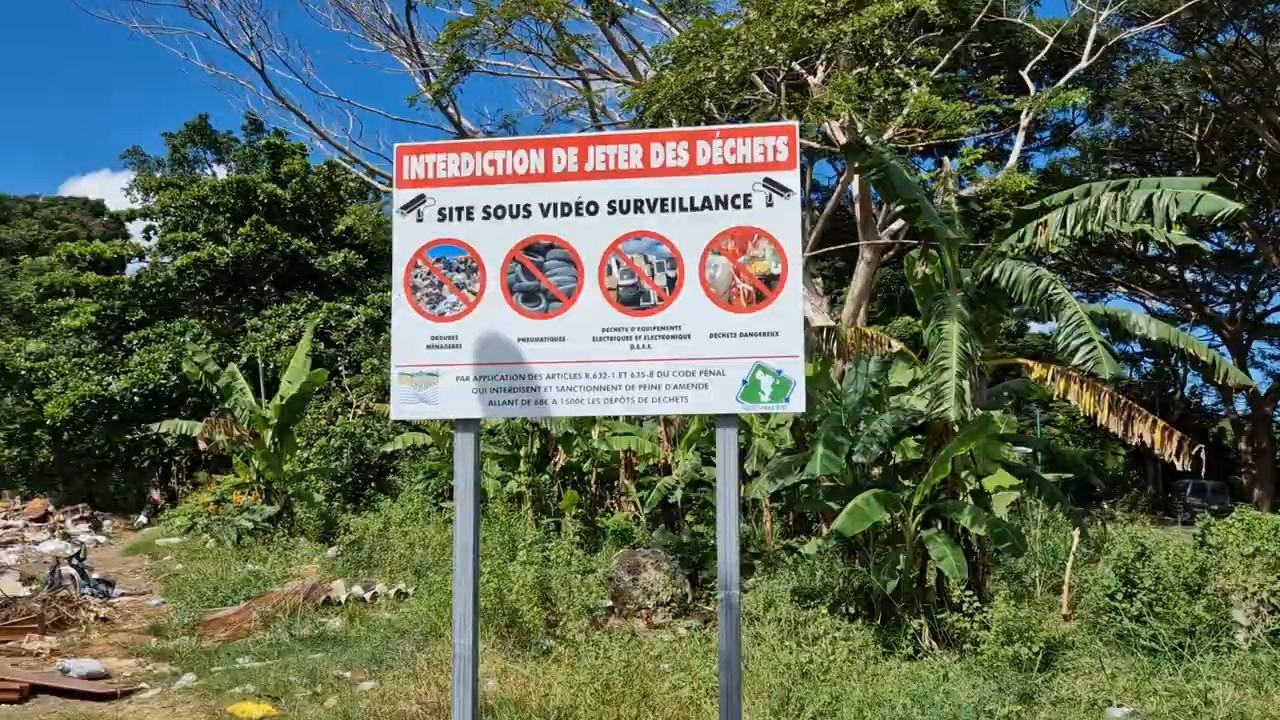 INTERDICTION DE JETER DES DÉCHETS
SITE SOUS VIDÉO SURVEILLANCE
ORDURES
MÉNAGÈRES
PNEUMATIQUES
DÉCHETS D'ÉQUIPEMENTS
ÉLECTRIQUES ET ÉLECTRONIQUE
D.E.E.E.
DÉCHETS DANGEREUX
PAR APPLICATION DES ARTICLES R.632-1 ET 635-8 DU CODE PÉNAL
QUI INTERDISENT ET SANCTIONNENT DE PEINE D'AMENDE
ALLANT DE 68€ À 1500€ LES DÉPÔTS DE DÉCHETS